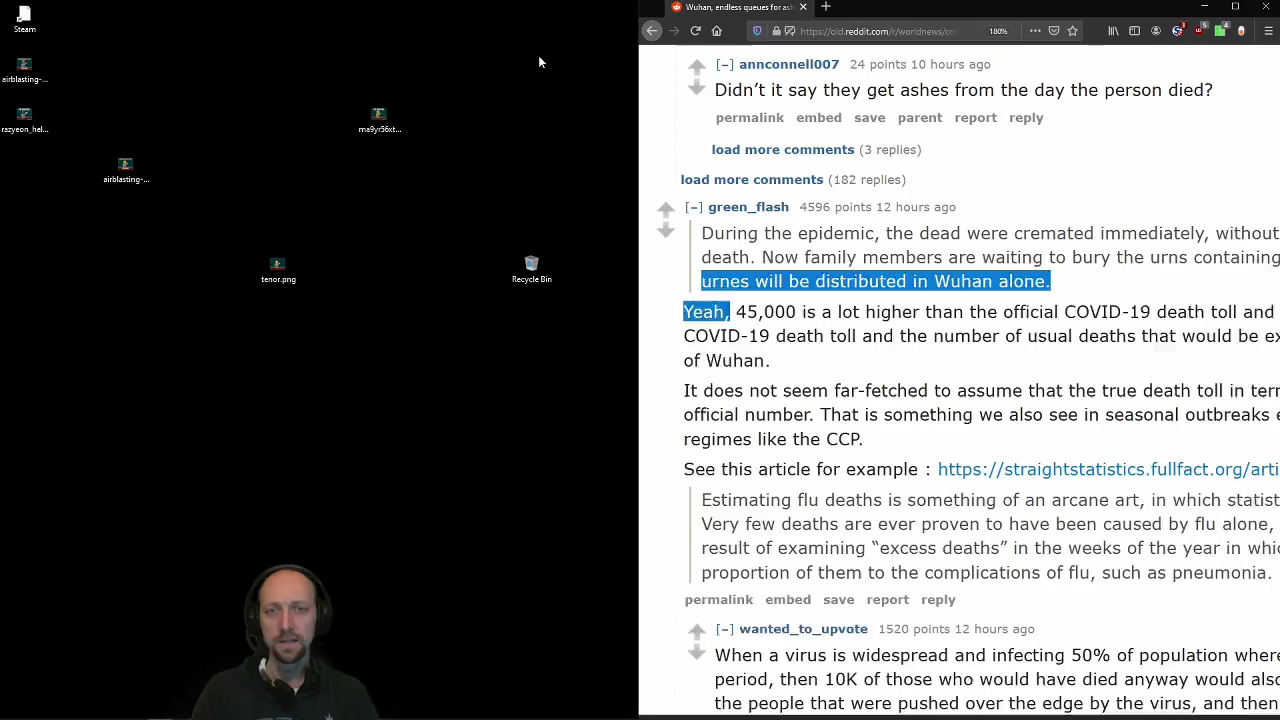 Steam
airblasting-...
razyeon_hel...
ma9yr56xt...
airblasting-...
tenor.png
Recycle Bin
Wuhan, endless queues for ash
https://old.reddit.com/r/worldnews/co
180%
[–] annconnell007 24 points 10 hours ago
Didn’t it say they get ashes from the day the person died?
permalink embed save parent report reply
load more comments (3 replies)
load more comments (182 replies)
[–] green_flash 4596 points 12 hours ago
During the epidemic, the dead were cremated immediately, without
death. Now family members are waiting to bury the urns containing
urnes will be distributed in Wuhan alone.
Yeah, 45,000 is a lot higher than the official COVID-19 death toll and
COVID-19 death toll and the number of usual deaths that would be ex
of Wuhan.
It does not seem far-fetched to assume that the true death toll in term
official number. That is something we also see in seasonal outbreaks e
regimes like the CCP.
See this article for example : https://straightstatistics.fullfact.org/arti
Estimating flu deaths is something of an arcane art, in which statist
Very few deaths are ever proven to have been caused by flu alone,
result of examining “excess deaths” in the weeks of the year in whic
proportion of them to the complications of flu, such as pneumonia.
permalink embed save report reply
[–] wanted_to_upvote 1520 points 12 hours ago
When a virus is widespread and infecting 50% of population where
period, then 10K of those who would have died anyway would also
the people that were pushed over the edge by the virus, and then